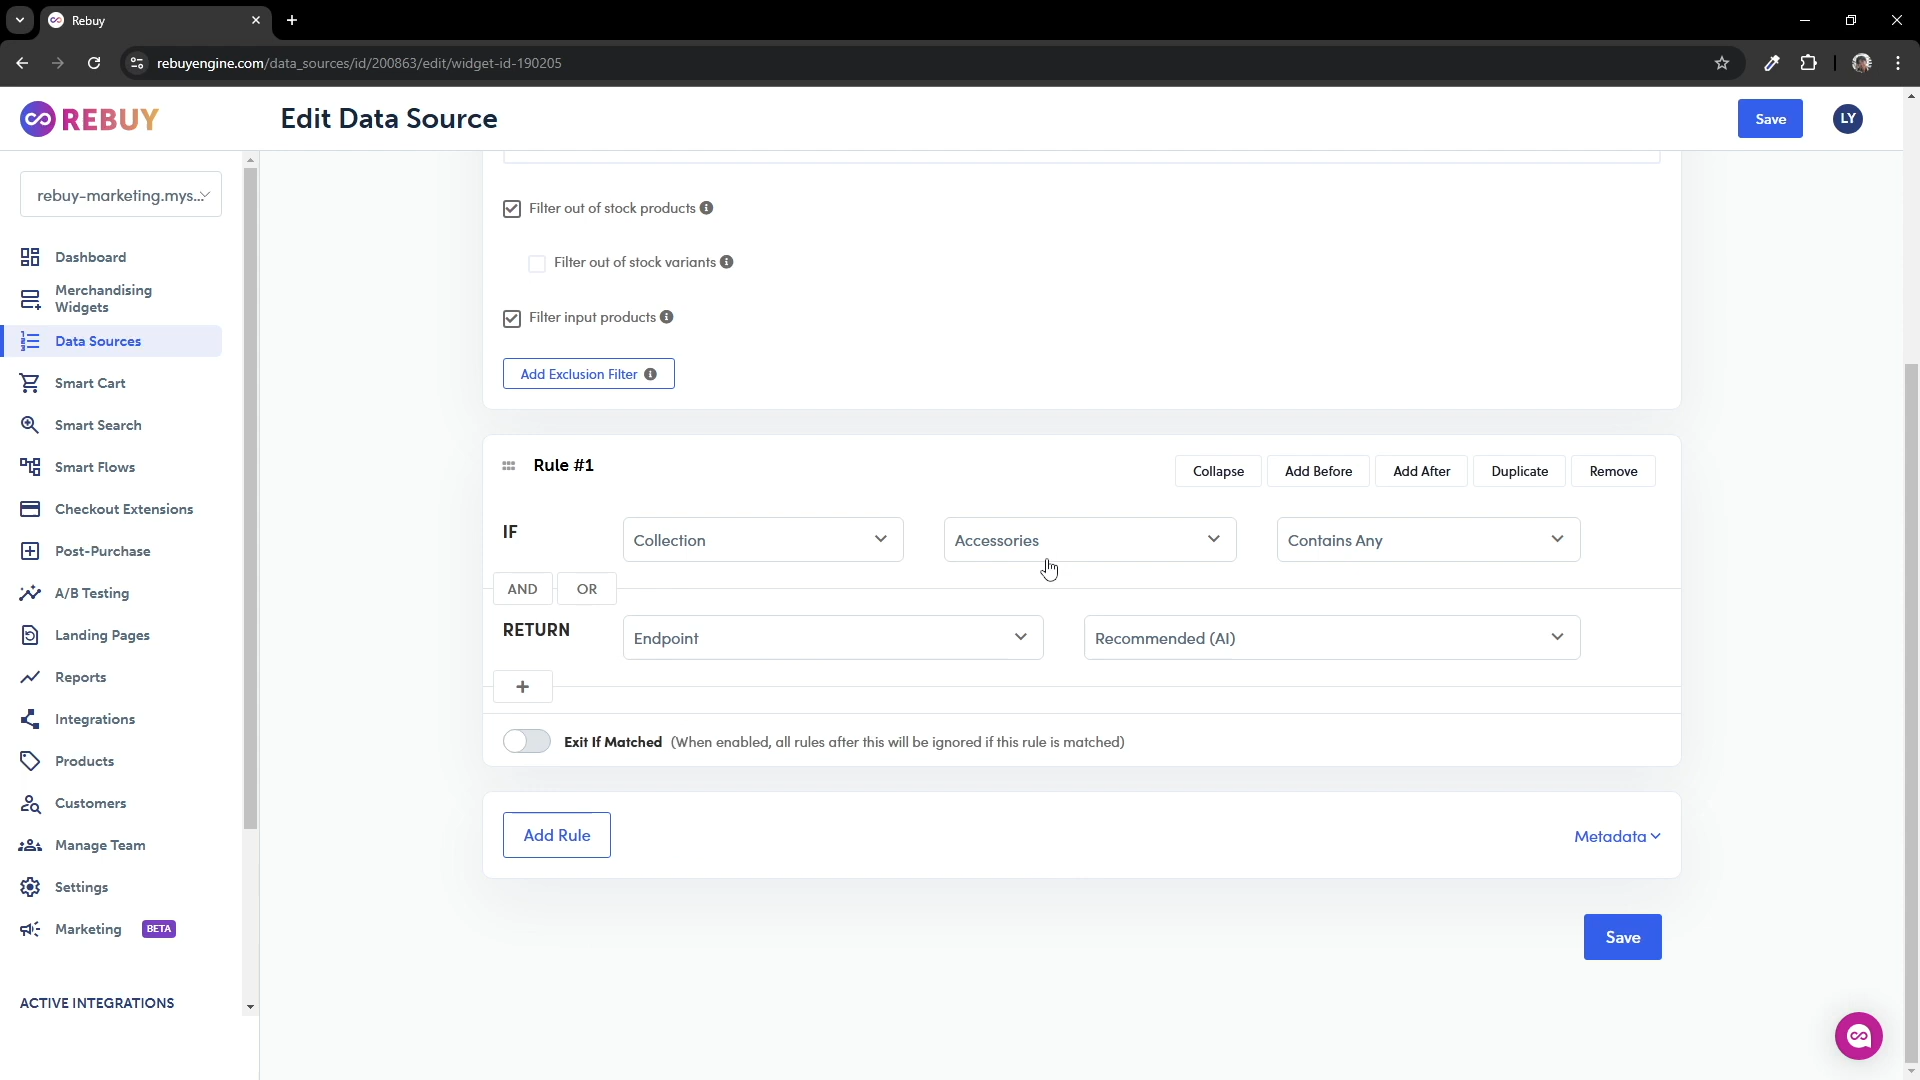 Rebuy
rebuyengine.com/data_sources/id/200863/edit/widget-id-190205
REBUY
Edit Data Source
Save
LY
rebuy-marketing.mys...
Dashboard
Merchandising
Widgets
Data Sources
Smart Cart
Smart Search
Smart Flows
Checkout Extensions
Post-Purchase
A/B Testing
Landing Pages
Reports
Integrations
Products
Customers
Manage Team
Settings
Marketing BETA
ACTIVE INTEGRATIONS
Filter out of stock products
Filter out of stock variants
Filter input products
Add Exclusion Filter
Rule #1
Collapse Add Before Add After Duplicate Remove
IF Collection Accessories Contains Any
AND OR
RETURN Endpoint Recommended (AI)
+
Exit If Matched (When enabled, all rules after this will be ignored if this rule is matched)
Add Rule
Metadata
Save